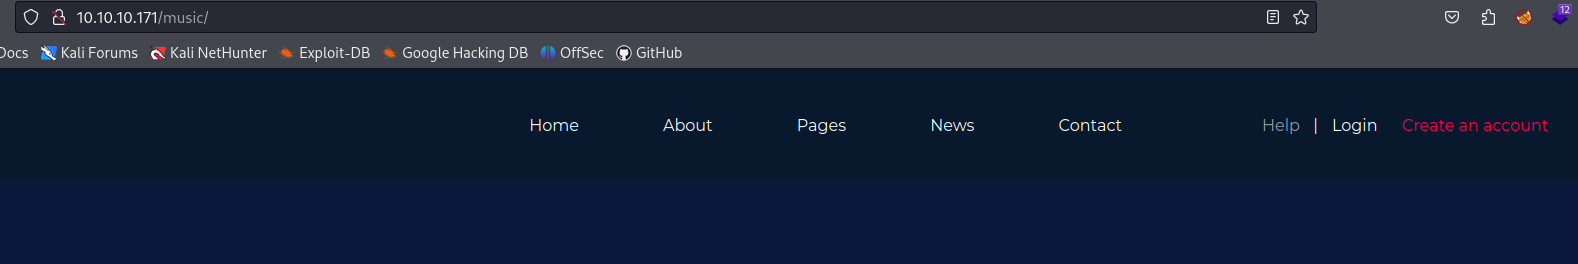 10.10.10.171/music/
12
Docs Kali Forums Kali NetHunter Exploit-DB Google Hacking DB OffSec GitHub
Home About Pages News Contact Help | Login Create an account